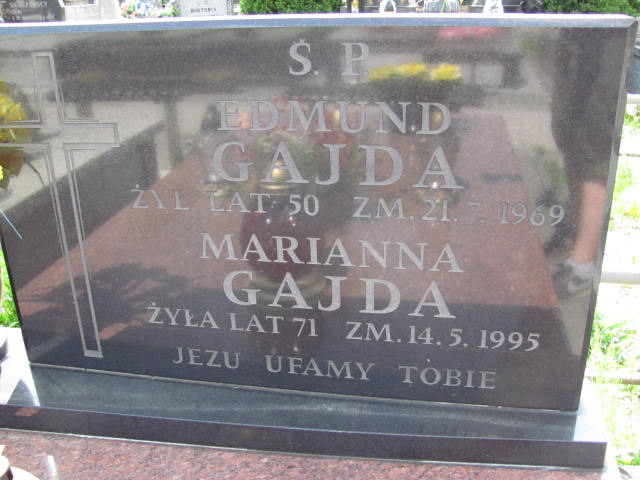 Ś. P.
EDMUND
GAJDA
ŻYŁ LAT 50 ZM. 21. 7. 1969
MARIANNA
GAJDA
ŻYŁA LAT 71 ZM. 14. 5. 1995
JEZU UFAMY TOBIE